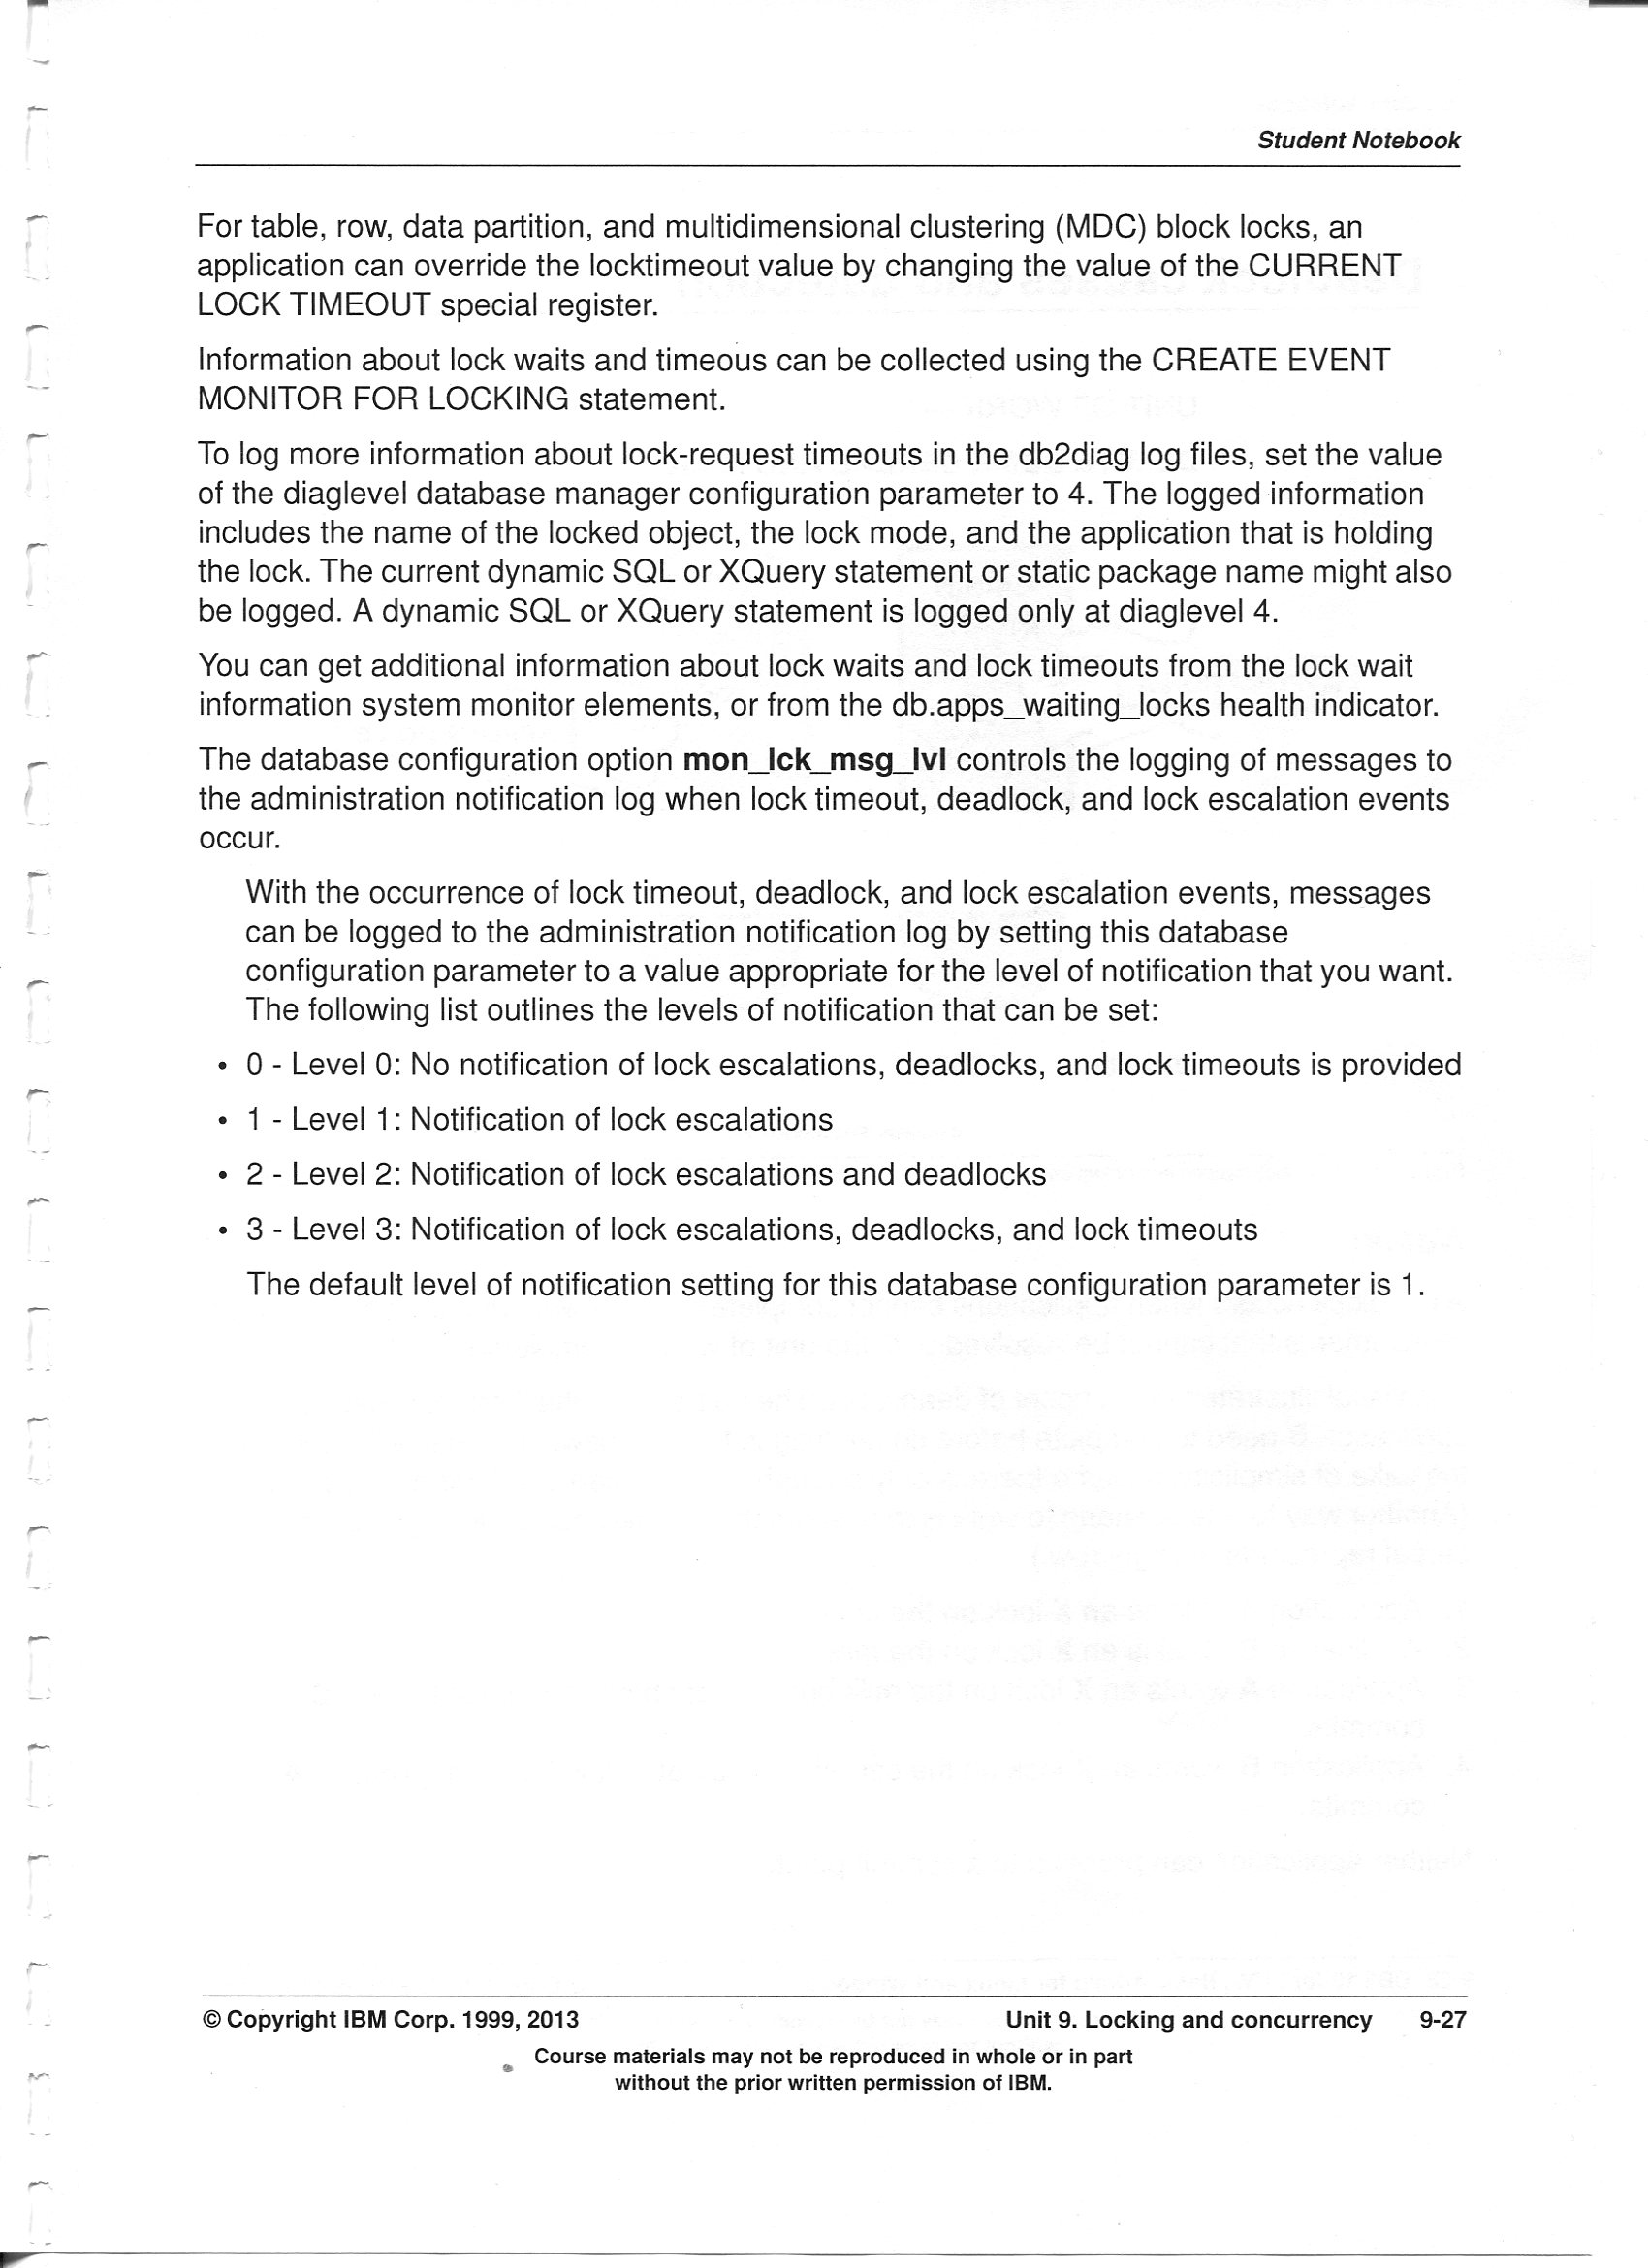 Student Notebook
For table, row, data partition, and multidimensional clustering (MDC) block locks, an
application can override the locktimeout value by changing the value of the CURRENT
LOCK TIMEOUT special register.
Information about lock waits and timeous can be collected using the CREATE EVENT
MONITOR FOR LOCKING statement.
To log more information about lock-request timeouts in the db2diag log files, set the value
of the diaglevel database manager configuration parameter to 4. The logged information
includes the name of the locked object, the lock mode, and the application that is holding
the lock. The current dynamic SQL or XQuery statement or static package name might also
be logged. A dynamic SQL or XQuery statement is logged only at diaglevel 4.
You can get additional information about lock waits and lock timeouts from the lock wait
information system monitor elements, or from the db.apps_waiting_locks health indicator.
The database configuration option mon_lck_msg_lvl controls the logging of messages to
the administration notification log when lock timeout, deadlock, and lock escalation events
occur.
With the occurrence of lock timeout, deadlock, and lock escalation events, messages
can be logged to the administration notification log by setting this database
configuration parameter to a value appropriate for the level of notification that you want.
The following list outlines the levels of notification that can be set:
• 0 - Level 0: No notification of lock escalations, deadlocks, and lock timeouts is provided
• 1 - Level 1: Notification of lock escalations
• 2 - Level 2: Notification of lock escalations and deadlocks
• 3 - Level 3: Notification of lock escalations, deadlocks, and lock timeouts
The default level of notification setting for this database configuration parameter is 1.
© Copyright IBM Corp. 1999, 2013 Unit 9. Locking and concurrency 9-27
Course materials may not be reproduced in whole or in part
without the prior written permission of IBM.